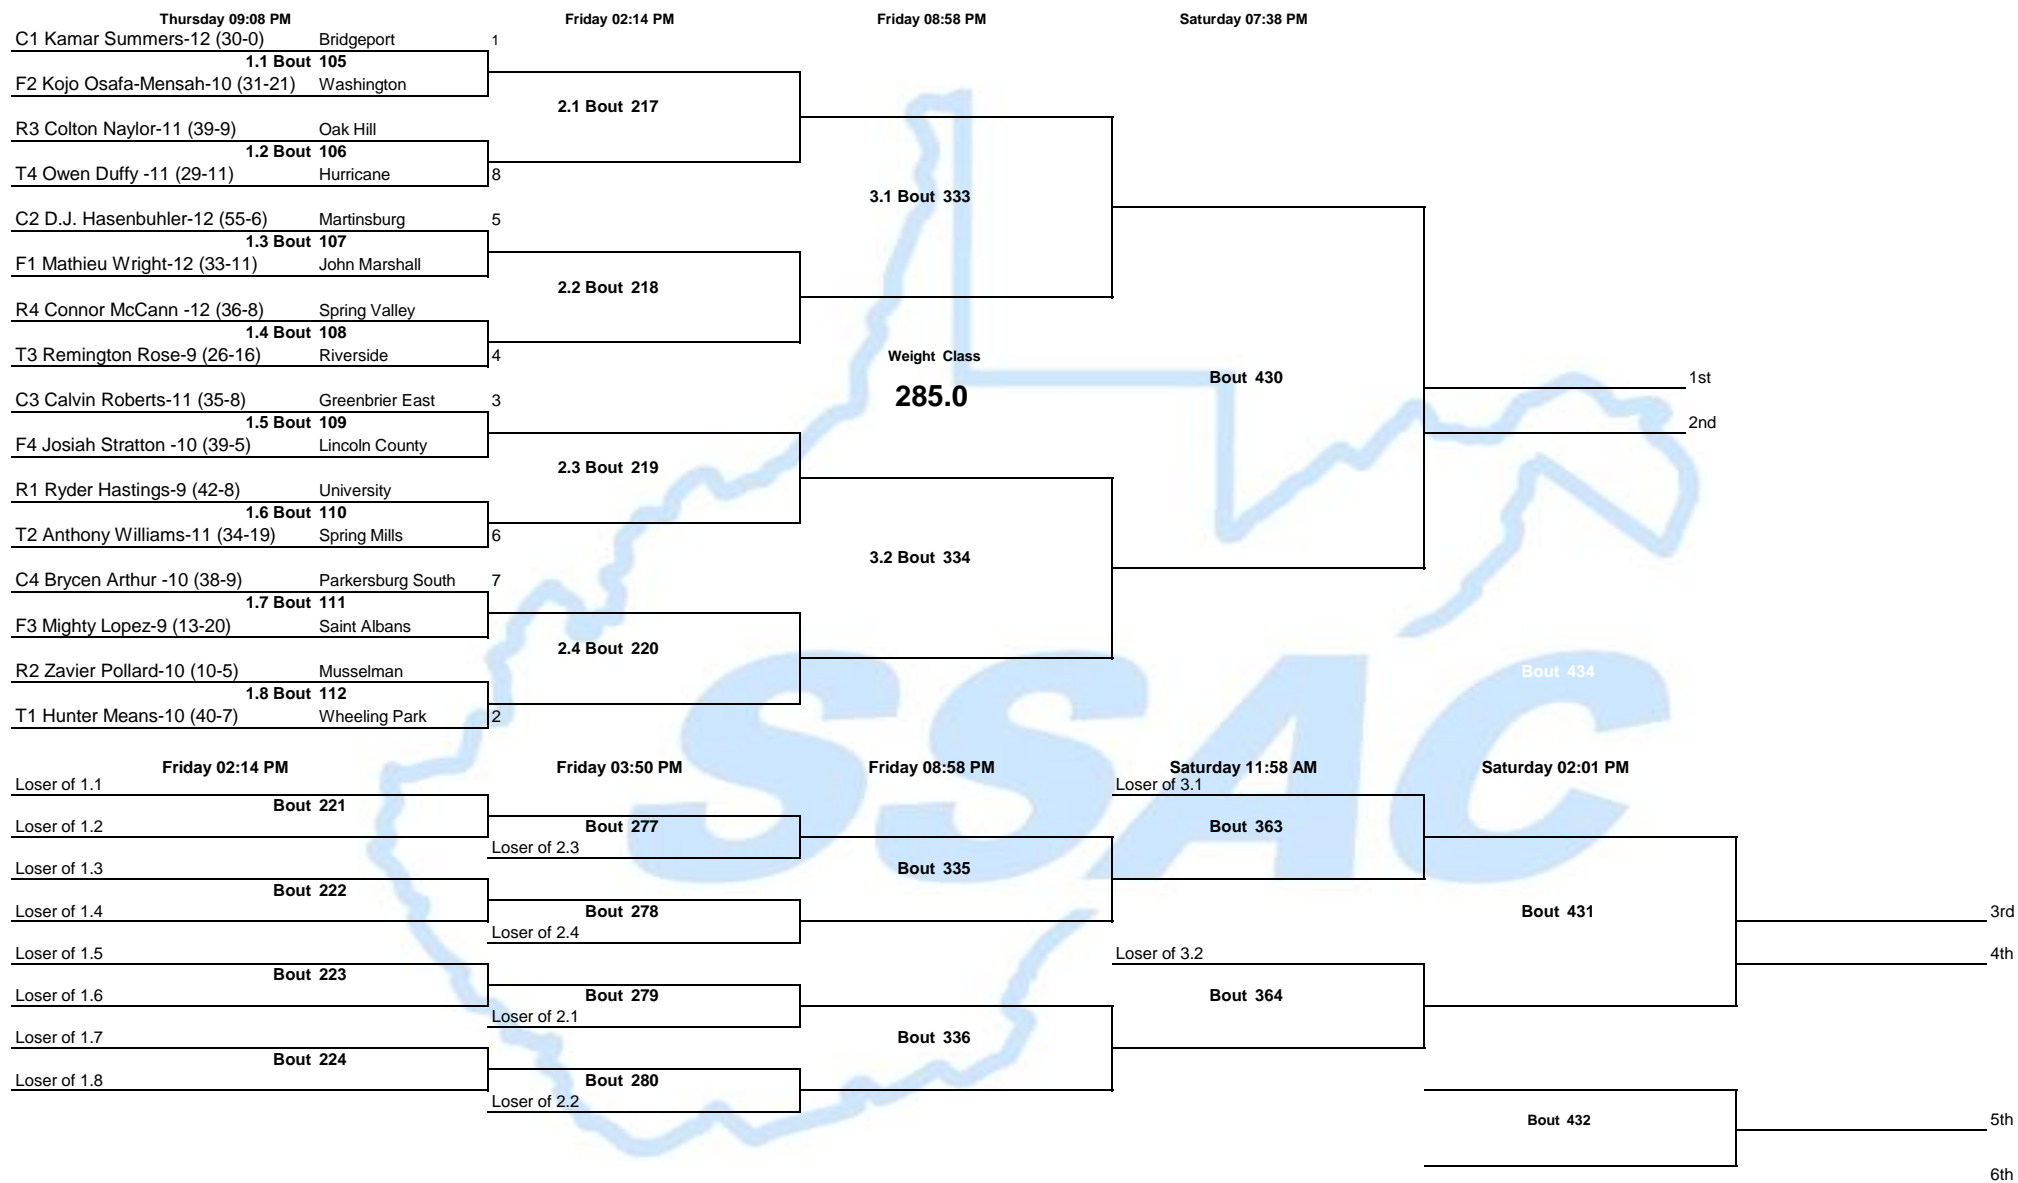 Thursday 09:08 PM Friday 02:14 PM Friday 08:58 PM Saturday 07:38 PM
C1 Kamar Summers-12 (30-0) Bridgeport 1
1.1 Bout 105
F2 Kojo Osafa-Mensah-10 (31-21) Washington
2.1 Bout 217
R3 Colton Naylor-11 (39-9) Oak Hill
1.2 Bout 106
T4 Owen Duffy -11 (29-11) Hurricane 8
3.1 Bout 333
C2 D.J. Hasenbuhler-12 (55-6) Martinsburg 5
1.3 Bout 107
F1 Mathieu Wright-12 (33-11) John Marshall
2.2 Bout 218
R4 Connor McCann -12 (36-8) Spring Valley
1.4 Bout 108
T3 Remington Rose-9 (26-16) Riverside 4
Weight Class
Bout 430 1st
285.0
C3 Calvin Roberts-11 (35-8) Greenbrier East 3
1.5 Bout 109 2nd
F4 Josiah Stratton -10 (39-5) Lincoln County
2.3 Bout 219
R1 Ryder Hastings-9 (42-8) University
1.6 Bout 110
T2 Anthony Williams-11 (34-19) Spring Mills 6
3.2 Bout 334
C4 Brycen Arthur -10 (38-9) Parkersburg South 7
1.7 Bout 111
F3 Mighty Lopez-9 (13-20) Saint Albans
2.4 Bout 220
R2 Zavier Pollard-10 (10-5) Musselman Bout 434
1.8 Bout 112
T1 Hunter Means-10 (40-7) Wheeling Park 2
SSAC
Friday 02:14 PM Friday 03:50 PM Friday 08:58 PM Saturday 11:58 AM Saturday 02:01 PM
Loser of 1.1 Loser of 3.1
Bout 221
Loser of 1.2 Bout 277 Bout 363
Loser of 2.3
Loser of 1.3 Bout 335
Bout 222
Loser of 1.4 Bout 278 Bout 431 3rd
Loser of 2.4
Loser of 1.5 Loser of 3.2 4th
Bout 223
Loser of 1.6 Bout 279 Bout 364
Loser of 2.1
Loser of 1.7 Bout 336
Bout 224
Loser of 1.8 Bout 280
Loser of 2.2
Bout 432 5th
6th